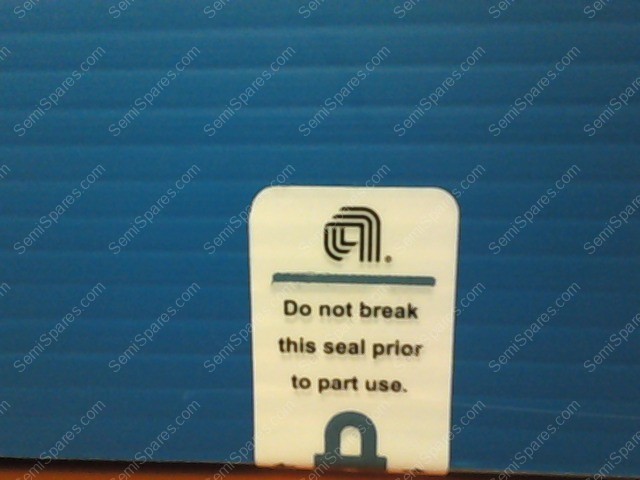 Do not break
this seal prior
to part use.
SemiSpares.com